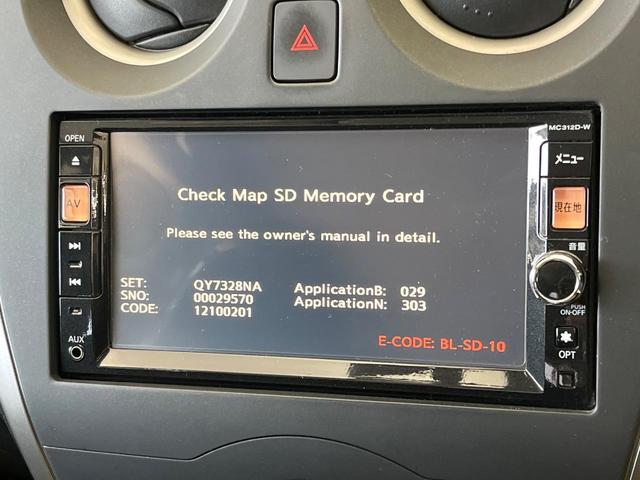 OPEN
MC312D-W
メニュー
AV
現在地
音量
PUSH
ON-OFF
AUX
OPT
Check Map SD Memory Card
Please see the owner's manual in detail.
SET: QY7328NA ApplicationB: 029
SNO: 00029570 ApplicationN: 303
CODE: 12100201
E-CODE: BL-SD-10